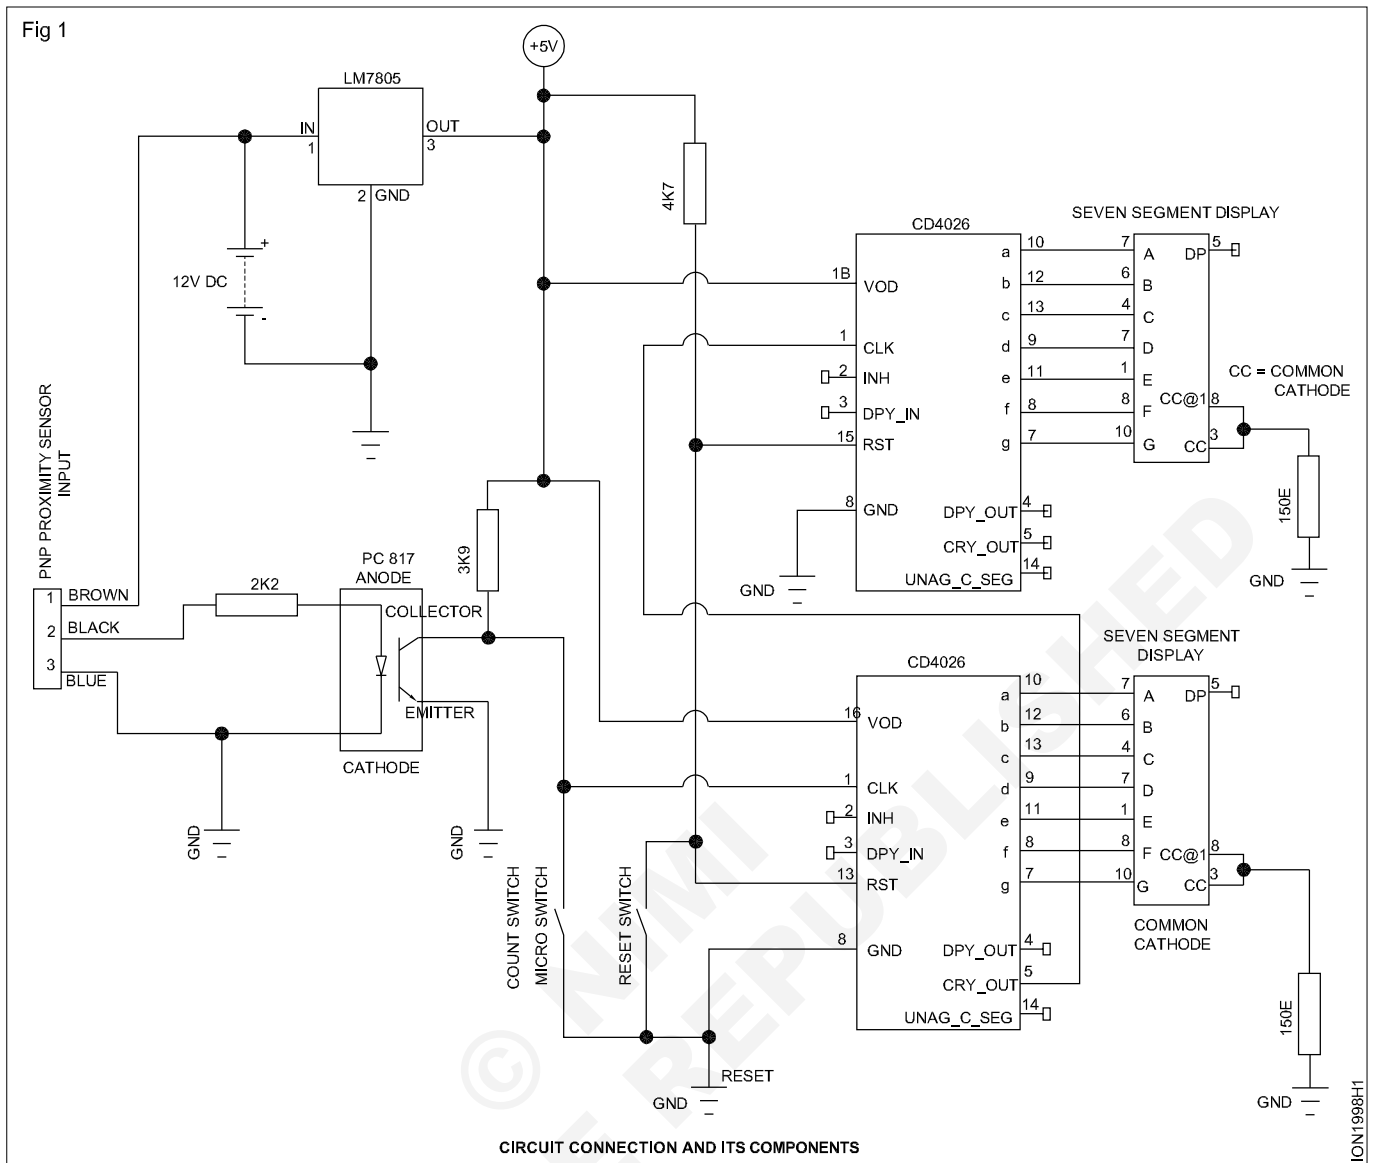 Fig 1
+5V
LM7805
IN
1
OUT
3
2 GND
12V DC
+
-
4K7
3K9
PNP PROXIMITY SENSOR
INPUT
1 BROWN
2 BLACK
3 BLUE
2K2
PC 817
ANODE
COLLECTOR
EMITTER
CATHODE
GND
GND
COUNT SWITCH
MICRO SWITCH
RESET SWITCH
RESET
GND
CD4026
1B VOD
1 CLK
2 INH
3 DPY_IN
15 RST
8 GND
GND
a 10
b 12
c 13
d 9
e 11
f 8
g 7
DPY_OUT 4
CRY_OUT 5
UNAG_C_SEG 14
SEVEN SEGMENT DISPLAY
7 A
6 B
4 C
7 D
1 E
8 F
10 G
DP 5
CC@1 8
CC 3
CC = COMMON
CATHODE
150E
GND
CD4026
16 VOD
1 CLK
2 INH
3 DPY_IN
13 RST
8 GND
a 10
b 12
c 13
d 9
e 11
f 8
g 7
DPY_OUT 4
CRY_OUT 5
UNAG_C_SEG 14
SEVEN SEGMENT
DISPLAY
7 A
6 B
4 C
7 D
1 E
8 F
10 G
DP 5
CC@1 8
CC 3
COMMON
CATHODE
150E
GND
CIRCUIT CONNECTION AND ITS COMPONENTS
ION1998H1
© NIMI
REPUBLISHED